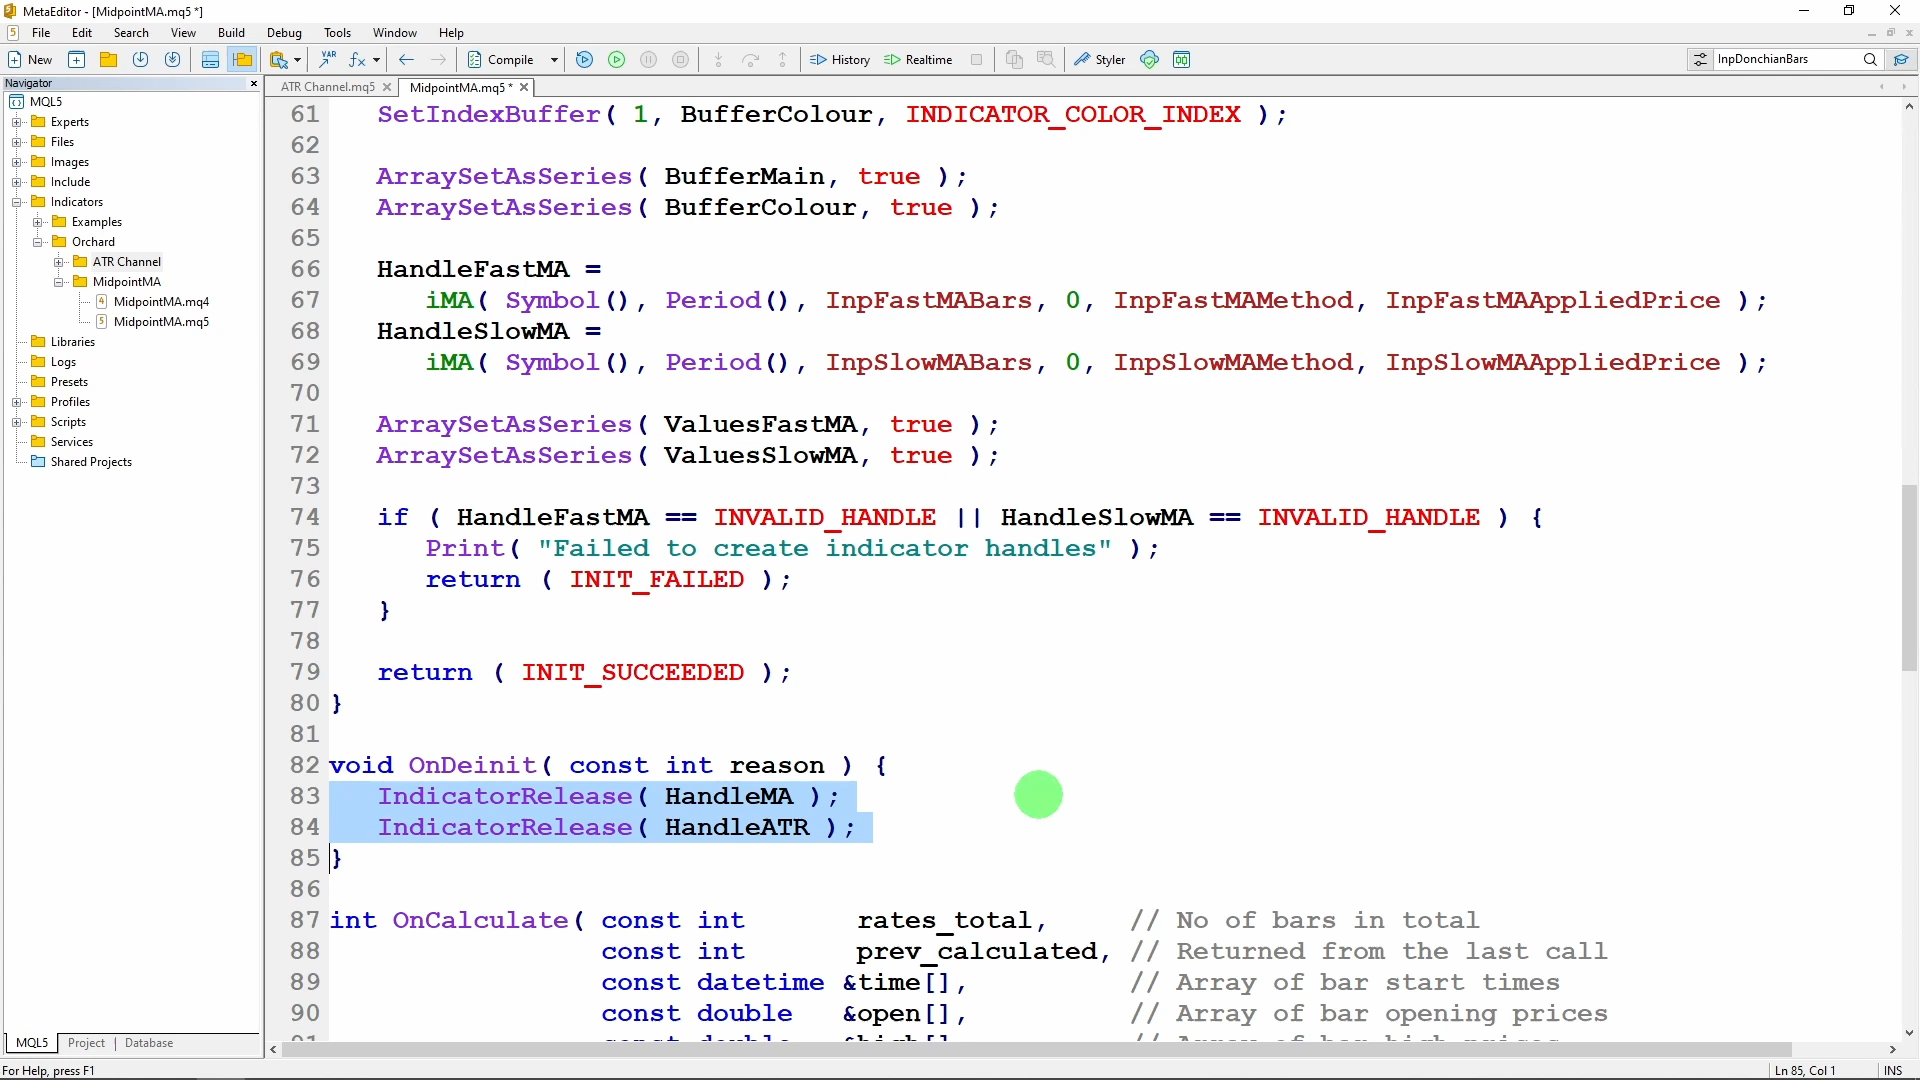 MetaEditor - [MidpointMA.mq5 *]
File Edit Search View Build Debug Tools Window Help
New VAR Compile History Realtime Styler InpDonchianBars
Navigator
ATR Channel.mq5 MidpointMA.mq5 *
MQL5
Experts
Files
Images
Include
Indicators
Examples
Orchard
ATR Channel
MidpointMA
MidpointMA.mq4
MidpointMA.mq5
Libraries
Logs
Presets
Profiles
Scripts
Services
Shared Projects
MQL5 Project Database
61 SetIndexBuffer( 1, BufferColour, INDICATOR_COLOR_INDEX );
62
63 ArraySetAsSeries( BufferMain, true );
64 ArraySetAsSeries( BufferColour, true );
65
66 HandleFastMA =
67 iMA( Symbol(), Period(), InpFastMABars, 0, InpFastMAMethod, InpFastMAAppliedPrice );
68 HandleSlowMA =
69 iMA( Symbol(), Period(), InpSlowMABars, 0, InpSlowMAMethod, InpSlowMAAppliedPrice );
70
71 ArraySetAsSeries( ValuesFastMA, true );
72 ArraySetAsSeries( ValuesSlowMA, true );
73
74 if ( HandleFastMA == INVALID_HANDLE || HandleSlowMA == INVALID_HANDLE ) {
75 Print( "Failed to create indicator handles" );
76 return ( INIT_FAILED );
77 }
78
79 return ( INIT_SUCCEEDED );
80 }
81
82 void OnDeinit( const int reason ) {
83 IndicatorRelease( HandleMA );
84 IndicatorRelease( HandleATR );
85 }
86
87 int OnCalculate( const int rates_total, // No of bars in total
88 const int prev_calculated, // Returned from the last call
89 const datetime &time[], // Array of bar start times
90 const double &open[], // Array of bar opening prices
For Help, press F1 Ln 85, Col 1 INS